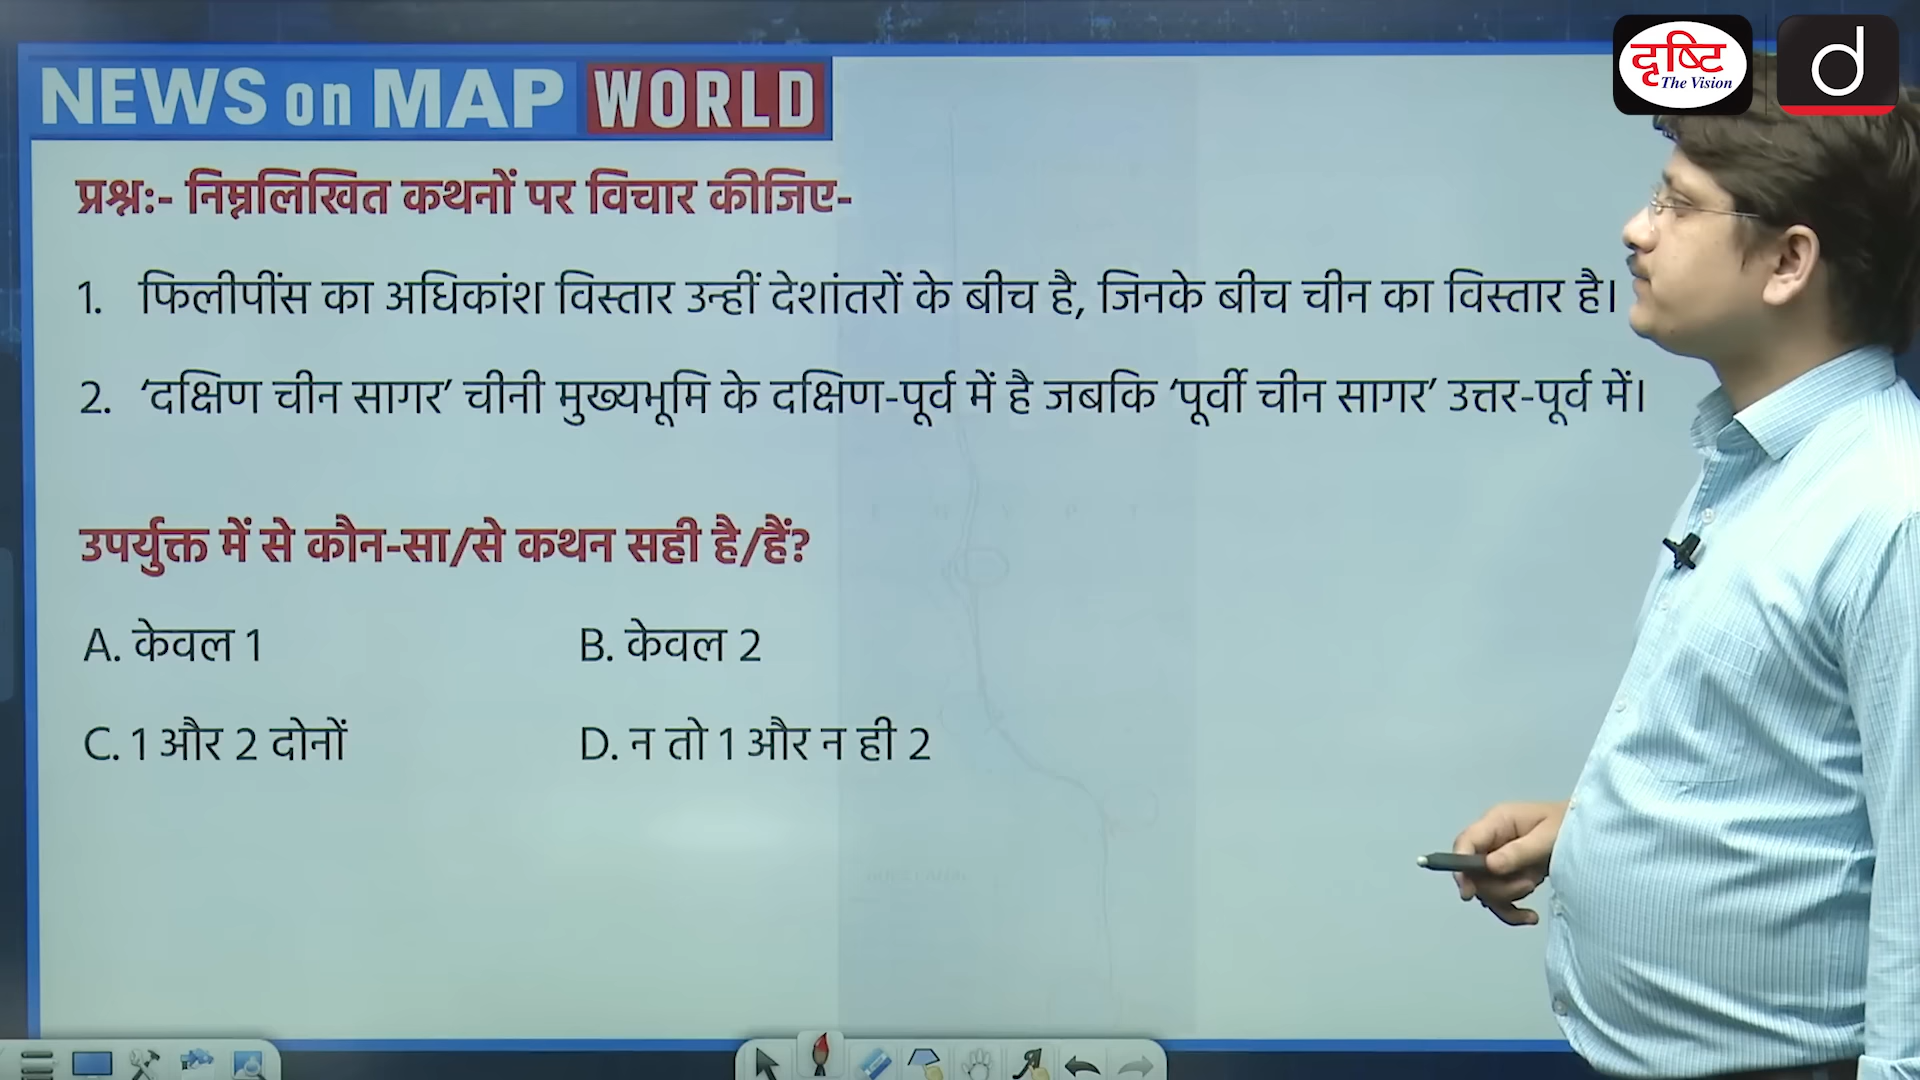 दृष्टि
The Vision
d
NEWS on MAP WORLD
प्रश्न:- निम्नलिखित कथनों पर विचार कीजिए-
1. फिलीपींस का अधिकांश विस्तार उन्हीं देशांतरों के बीच है, जिनके बीच चीन का विस्तार है।
2. ‘दक्षिण चीन सागर’ चीनी मुख्यभूमि के दक्षिण-पूर्व में है जबकि ‘पूर्वी चीन सागर’ उत्तर-पूर्व में।
उपर्युक्त में से कौन-सा/से कथन सही है/हैं?
A. केवल 1 B. केवल 2
C. 1 और 2 दोनों D. न तो 1 और न ही 2